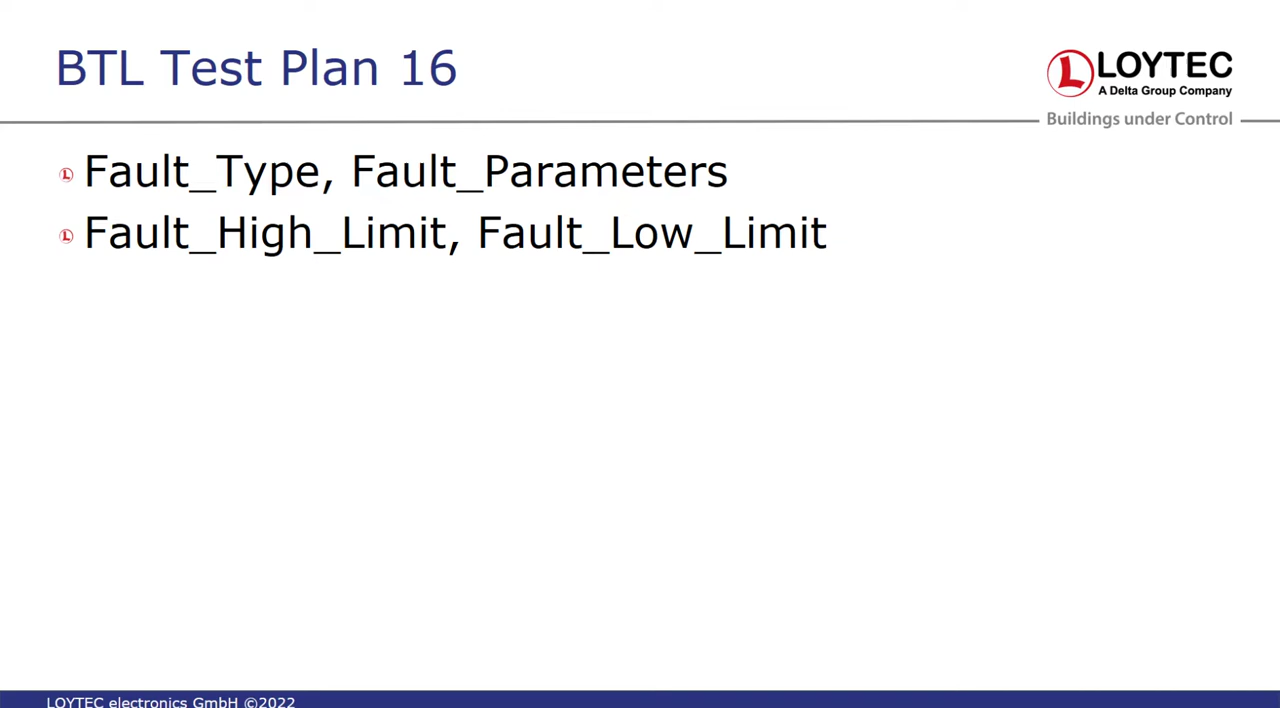 BTL Test Plan 16
LOYTEC
A Delta Group Company
Buildings under Control
Fault_Type, Fault_Parameters
Fault_High_Limit, Fault_Low_Limit
LOYTEC electronics GmbH ©2022